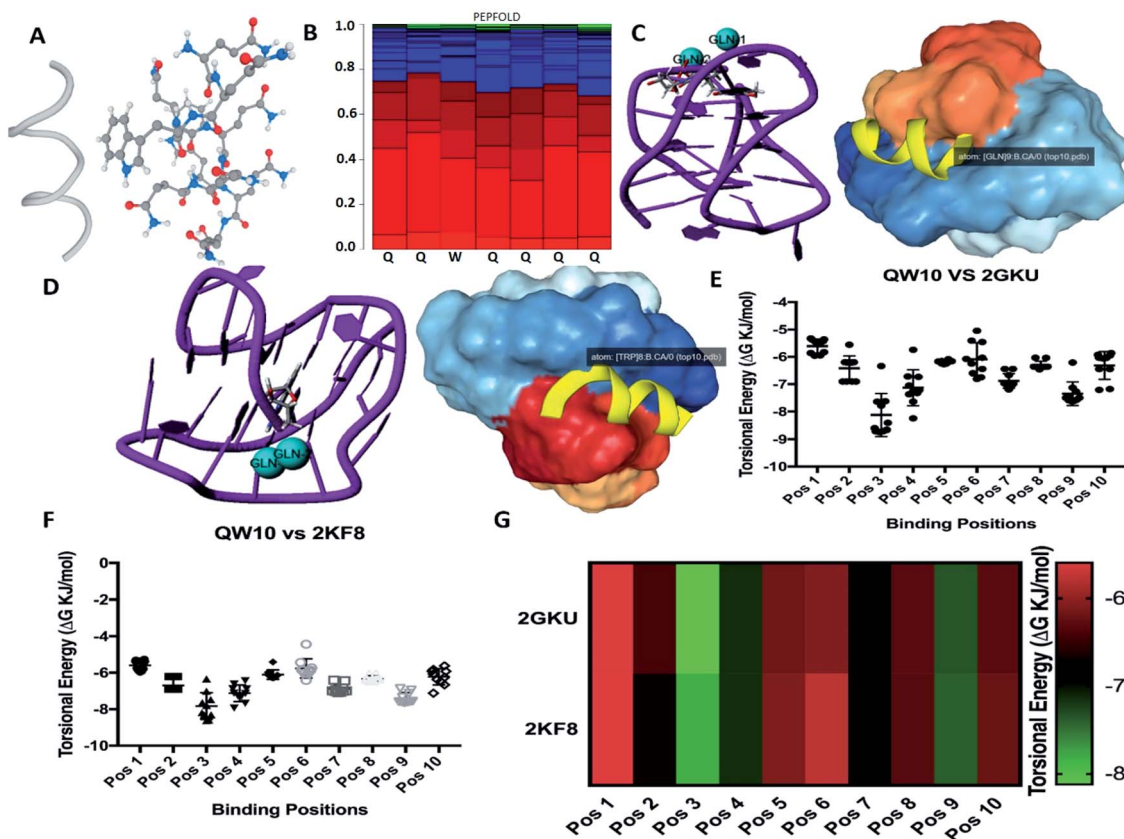 A
B
PEPFOLD
1.0
0.8
0.6
0.4
0.2
0.0
Q Q W Q Q Q Q
C
GLN-1
atom: [GLN]9:B.CA/0 (top10.pdb)
D
GLN-
GLN-
atom: [TRP]8:B.CA/0 (top10.pdb)
E
QW10 VS 2GKU
Torsional Energy (ΔG KJ/mol)
-4
-5
-6
-7
-8
-9
-10
Pos 1 Pos 2 Pos 3 Pos 4 Pos 5 Pos 6 Pos 7 Pos 8 Pos 9 Pos 10
Binding Positions
F
QW10 vs 2KF8
Torsional Energy (ΔG KJ/mol)
0
-2
-4
-6
-8
-10
Pos 1 Pos 2 Pos 3 Pos 4 Pos 5 Pos 6 Pos 7 Pos 8 Pos 9 Pos 10
Binding Positions
G
2GKU
2KF8
Pos 1 Pos 2 Pos 3 Pos 4 Pos 5 Pos 6 Pos 7 Pos 8 Pos 9 Pos 10
Torsional Energy (ΔG KJ/mol)
-6
-7
-8